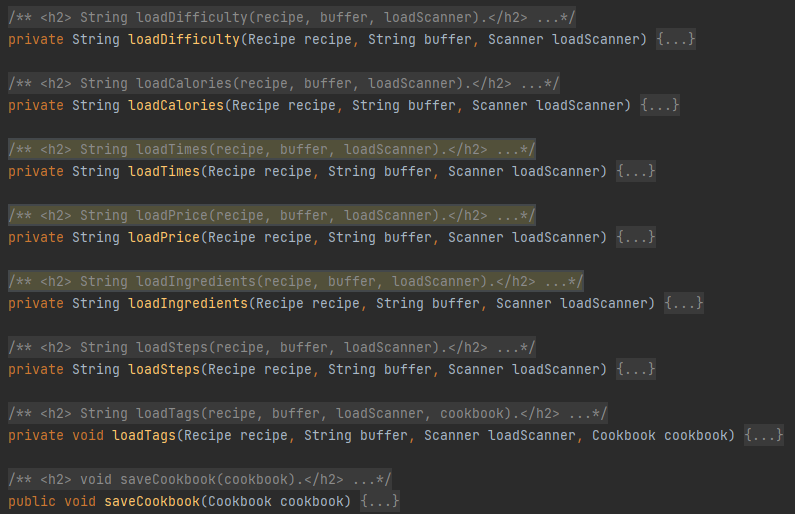 /** <h2> String loadDifficulty(recipe, buffer, loadScanner).</h2> ...*/
private String loadDifficulty(Recipe recipe, String buffer, Scanner loadScanner) {...}
/** <h2> String loadCalories(recipe, buffer, loadScanner).</h2> ...*/
private String loadCalories(Recipe recipe, String buffer, Scanner loadScanner) {...}
/** <h2> String loadTimes(recipe, buffer, loadScanner).</h2> ...*/
private String loadTimes(Recipe recipe, String buffer, Scanner loadScanner) {...}
/** <h2> String loadPrice(recipe, buffer, loadScanner).</h2> ...*/
private String loadPrice(Recipe recipe, String buffer, Scanner loadScanner) {...}
/** <h2> String loadIngredients(recipe, buffer, loadScanner).</h2> ...*/
private String loadIngredients(Recipe recipe, String buffer, Scanner loadScanner) {...}
/** <h2> String loadSteps(recipe, buffer, loadScanner).</h2> ...*/
private String loadSteps(Recipe recipe, String buffer, Scanner loadScanner) {...}
/** <h2> String loadTags(recipe, buffer, loadScanner, cookbook).</h2> ...*/
private void loadTags(Recipe recipe, String buffer, Scanner loadScanner, Cookbook cookbook) {...}
/** <h2> void saveCookbook(cookbook).</h2> ...*/
public void saveCookbook(Cookbook cookbook) {...}